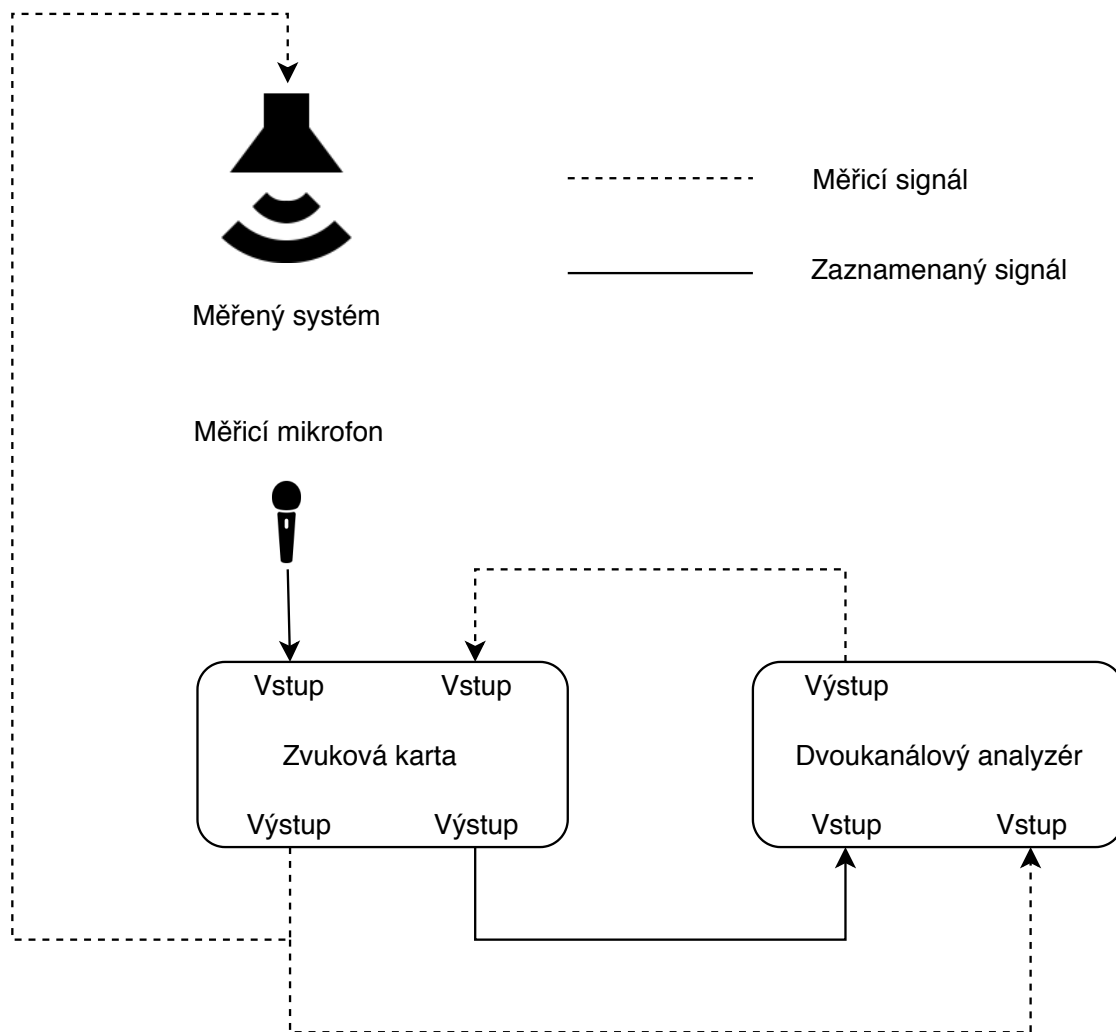 Měřicí signál
Zaznamenaný signál
Měřený systém
Měřicí mikrofon
Vstup Vstup
Zvuková karta
Výstup Výstup
Výstup
Dvoukanálový analyzér
Vstup Vstup